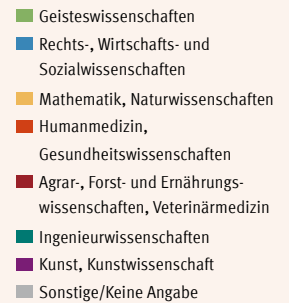 Geisteswissenschaften
Rechts-, Wirtschafts- und
Sozialwissenschaften
Mathematik, Naturwissenschaften
Humanmedizin,
Gesundheitswissenschaften
Agrar-, Forst- und Ernährungs-
wissenschaften, Veterinärmedizin
Ingenieurwissenschaften
Kunst, Kunstwissenschaft
Sonstige/Keine Angabe